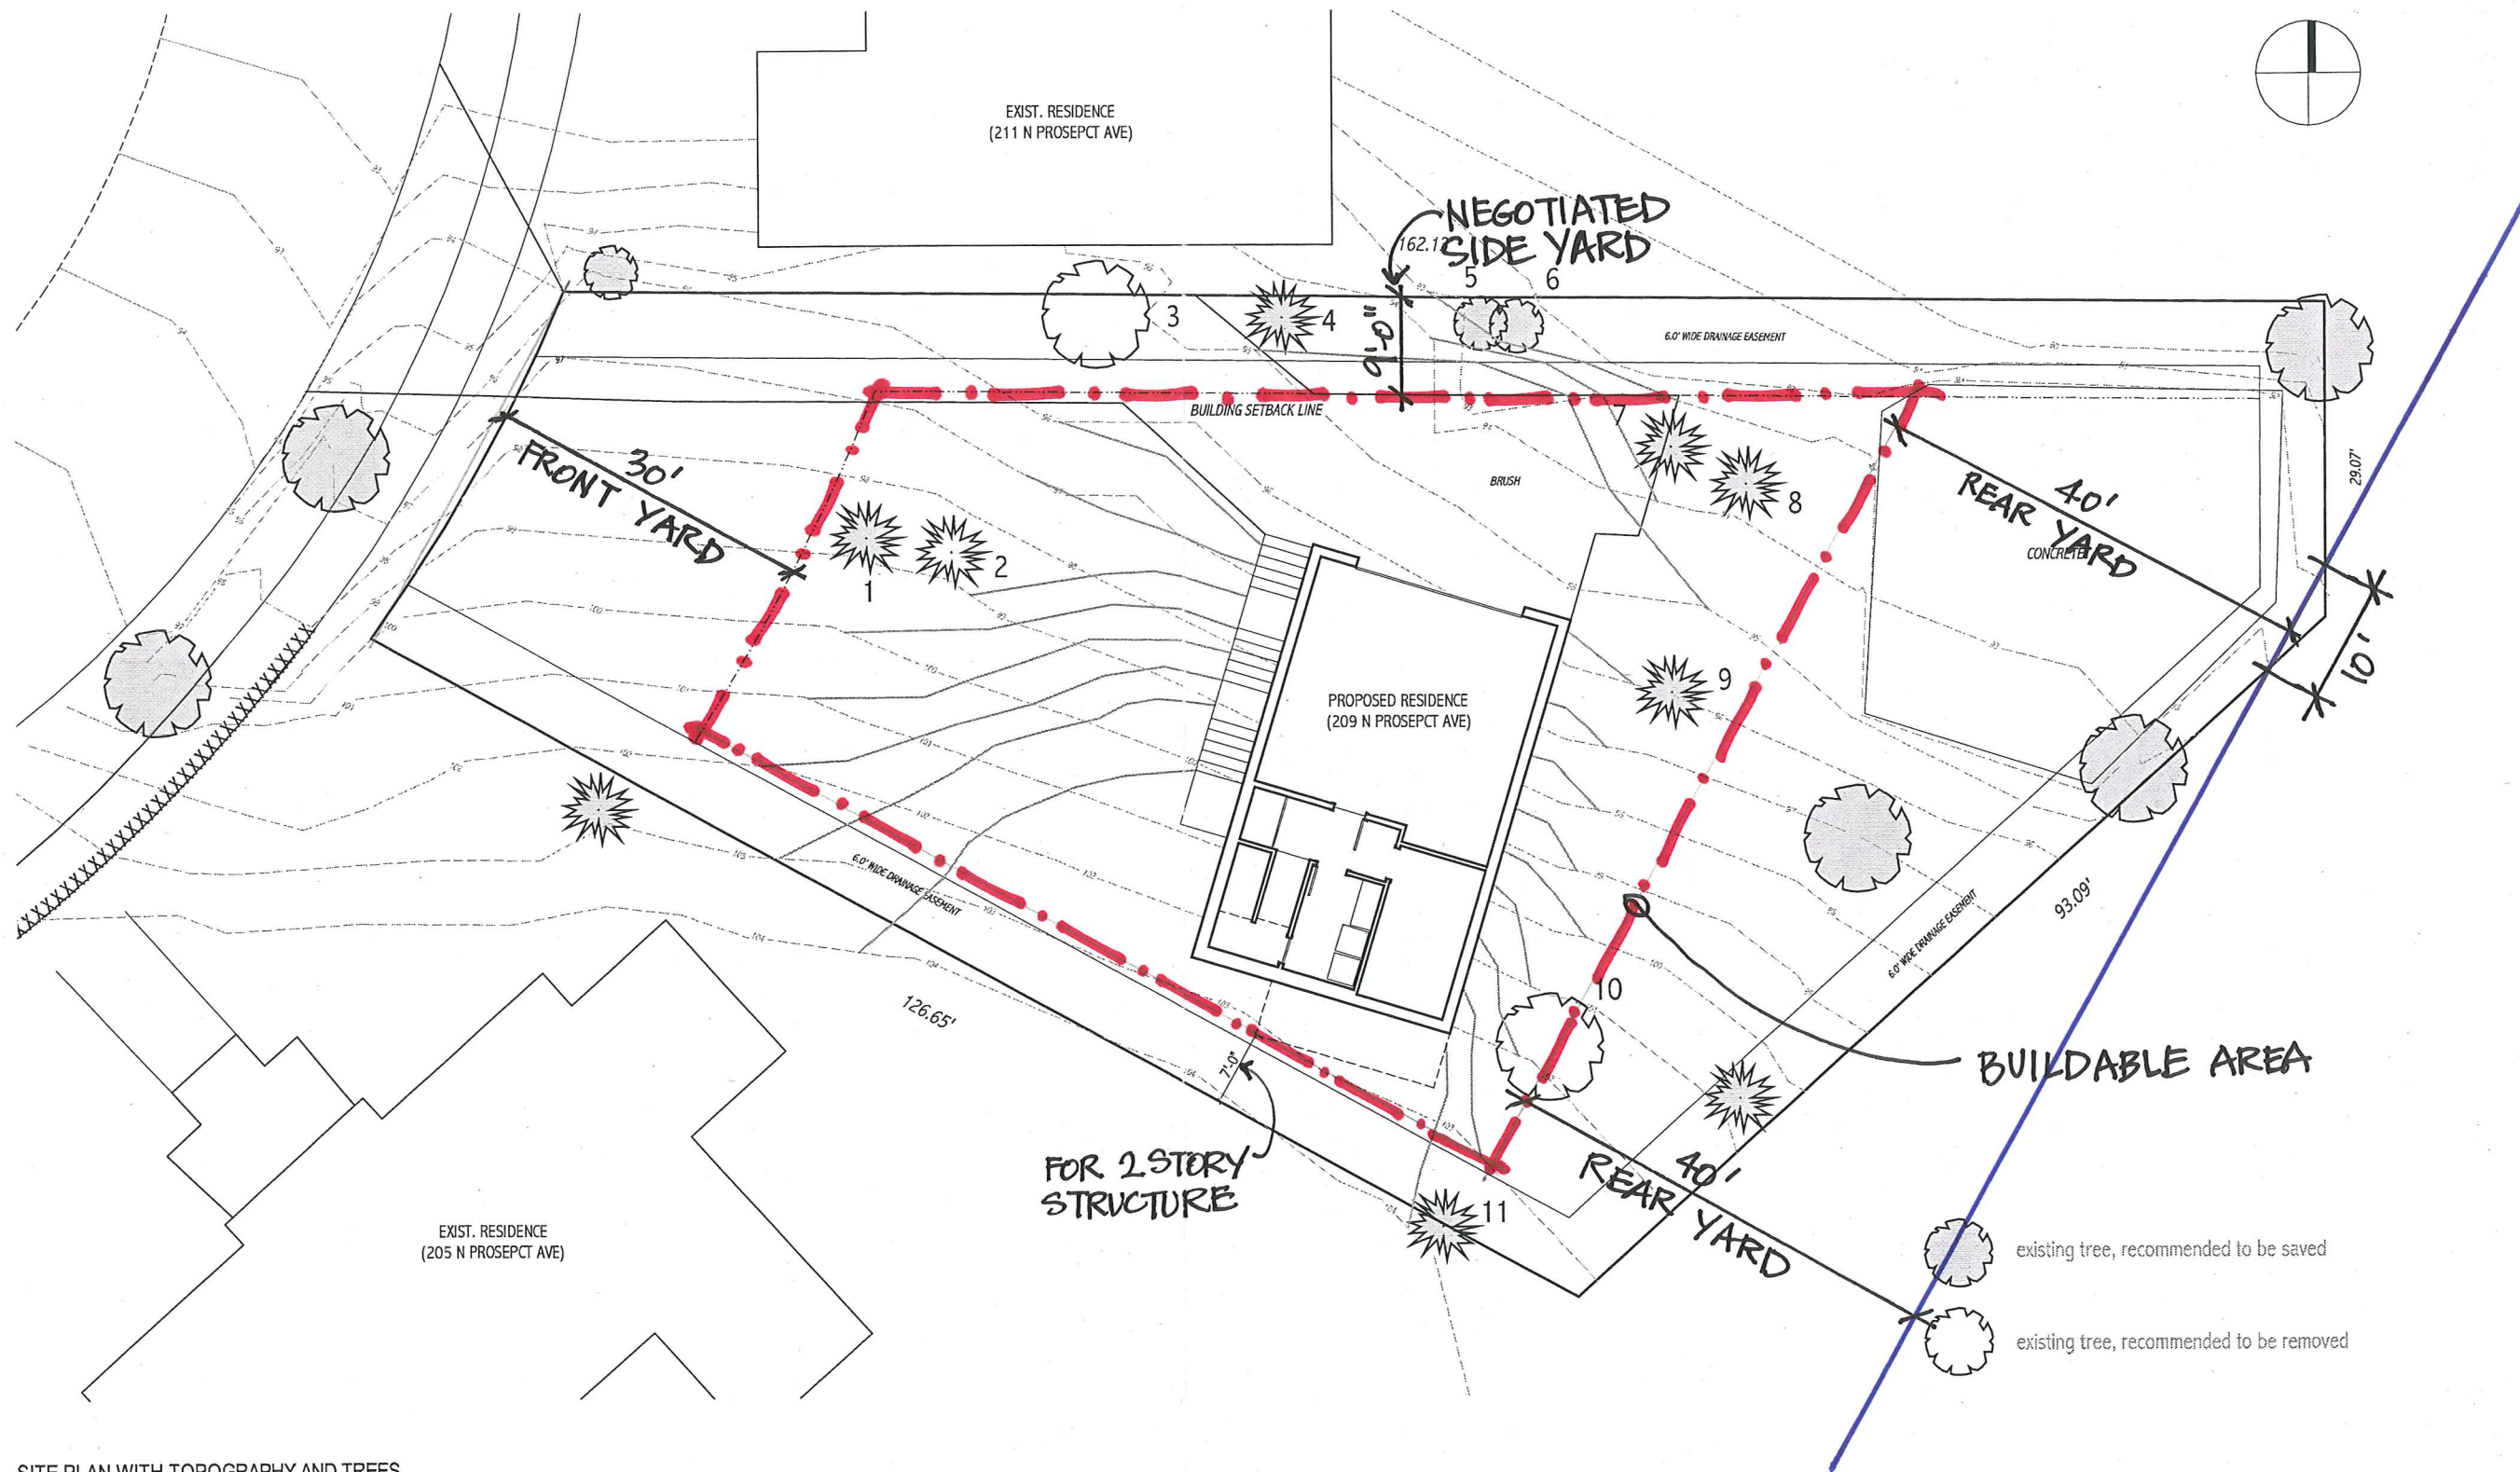 EXIST. RESIDENCE
(211 N PROSEPCT AVE)
NEGOTIATED
SIDE YARD
162.13
5
6
3
4
6.0' WIDE DRAINAGE EASEMENT
BUILDING SETBACK LINE
7
29.07'
30'
FRONT YARD
BRUSH
8
40'
REAR YARD
CONCRETE
1
2
10'
9
PROPOSED RESIDENCE
(209 N PROSEPCT AVE)
6.0' WIDE DRAINAGE EASEMENT
93.09'
6.0' WIDE DRAINAGE EASEMENT
10
126.65'
7'-0"
BUILDABLE AREA
FOR 2 STORY
STRUCTURE
40'
REAR YARD
11
EXIST. RESIDENCE
(205 N PROSEPCT AVE)
existing tree, recommended to be saved
existing tree, recommended to be removed
SITE PLAN WITH TOPOGRAPHY AND TREES